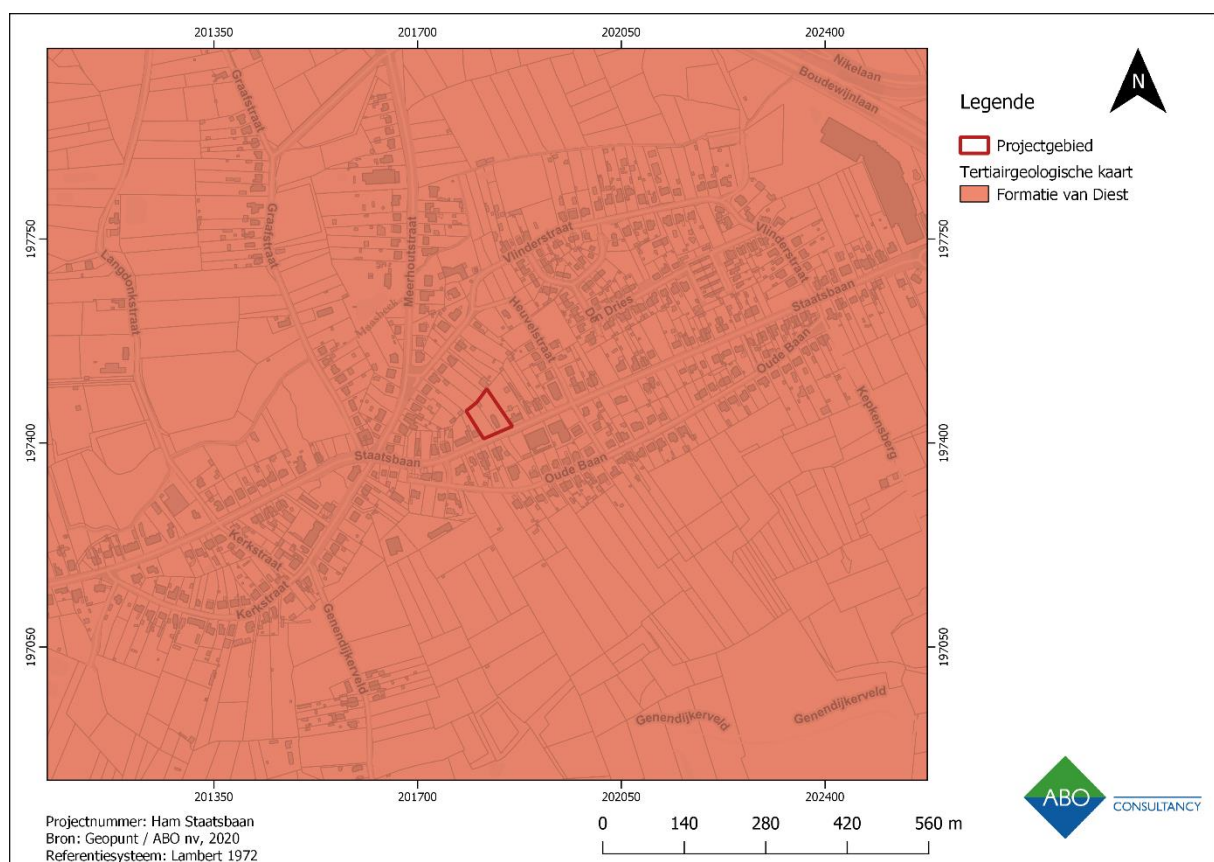 201350 201700 202050 202400
Nikelaan
Boudewijnlaan
N
Legende
Projectgebied
Tertiairgeologische kaart
Formatie van Diest
Graafstraat
Graafstraat
Meerhoutstraat
Langdonkstraat
Maasbeek
Vlinderstraat
Vlinderstraat
Den Dries
Heuvelstraat
Staatsbaan
Oude Baan
Kepkensberg
Staatsbaan
Oude Baan
Kerkstraat
Kerkstraat
Genendijkerveld
Genendijkerveld
Genendijkerveld
197750
197400
197050
197750
197400
197050
201350 201700 202050 202400
Projectnummer: Ham Staatsbaan
Bron: Geopunt / ABO nv, 2020
Referentiesysteem: Lambert 1972
0 140 280 420 560 m
ABO
CONSULTANCY